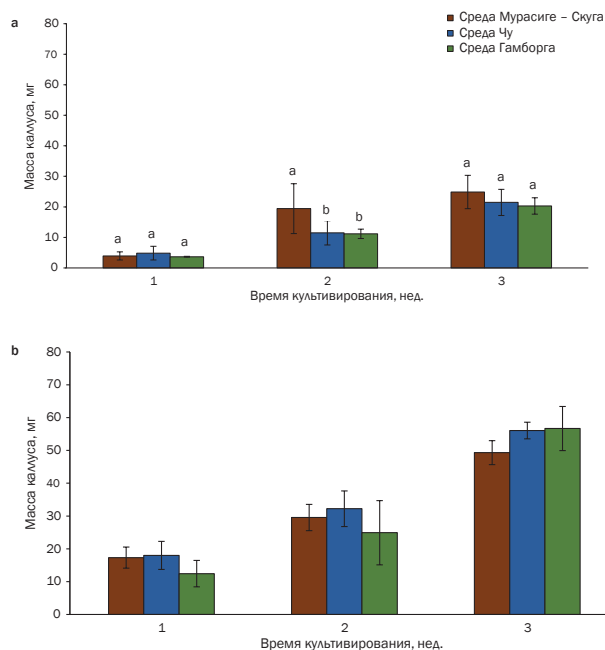 a
Среда Мурасиге – Скуга
Среда Чу
Среда Гамборга
Масса каллуса, мг
80
70
60
50
40
30
20
10
0
a a a
a b b
a a a
1 2 3
Время культивирования, нед.
b
Масса каллуса, мг
80
70
60
50
40
30
20
10
0
1 2 3
Время культивирования, нед.